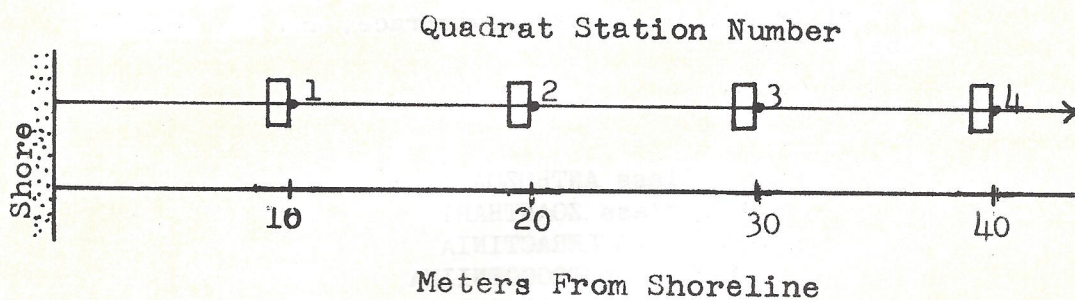 Quadrat Station Number
1 2 3 4
Shore
10 20 30 40
Meters From Shoreline